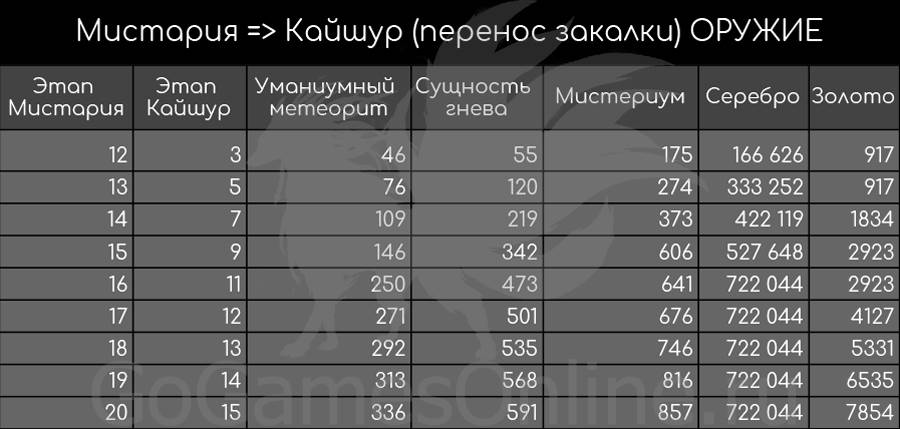 Мистария => Кайшур (перенос закалки) ОРУЖИЕ
Этап Мистария Этап Кайшур Уманиумный метеорит Сущность гнева Мистериум Серебро Золото
12 3 46 55 175 166 626 917
13 5 76 120 274 333 252 917
14 7 109 219 373 422 119 1834
15 9 146 342 606 527 648 2923
16 11 250 473 641 722 044 2923
17 12 271 501 676 722 044 4127
18 13 292 535 746 722 044 5331
19 14 313 568 816 722 044 6535
20 15 336 591 857 722 044 7854
GoGamesOnline.ru